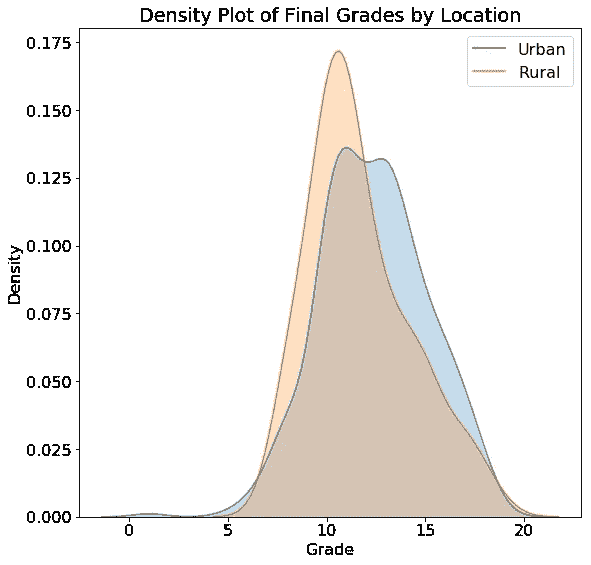 Density Plot of Final Grades by Location
Urban
Rural
0.175
0.150
0.125
0.100
0.075
0.050
0.025
0.000
Density
0 5 10 15 20
Grade